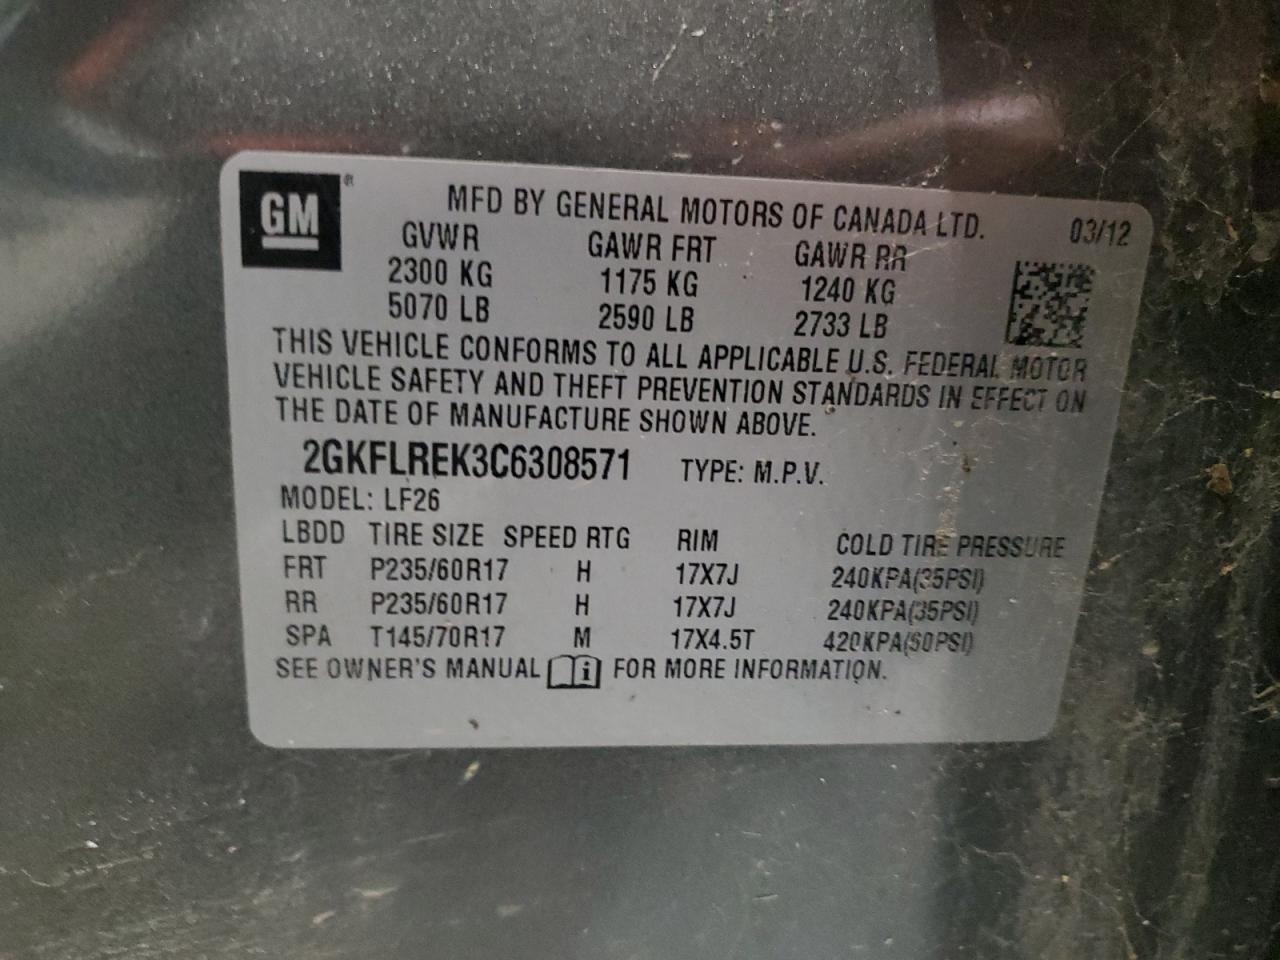 GM®
MFD BY GENERAL MOTORS OF CANADA LTD. 03/12
GVWR GAWR FRT GAWR RR
2300 KG 1175 KG 1240 KG
5070 LB 2590 LB 2733 LB
THIS VEHICLE CONFORMS TO ALL APPLICABLE U.S. FEDERAL MOTOR
VEHICLE SAFETY AND THEFT PREVENTION STANDARDS IN EFFECT ON
THE DATE OF MANUFACTURE SHOWN ABOVE.
2GKFLREK3C6308571 TYPE: M.P.V.
MODEL: LF26
LBDD TIRE SIZE SPEED RTG RIM COLD TIRE PRESSURE
FRT P235/60R17 H 17X7J 240KPA(35PSI)
RR P235/60R17 H 17X7J 240KPA(35PSI)
SPA T145/70R17 M 17X4.5T 420KPA(60PSI)
SEE OWNER'S MANUAL i FOR MORE INFORMATION.